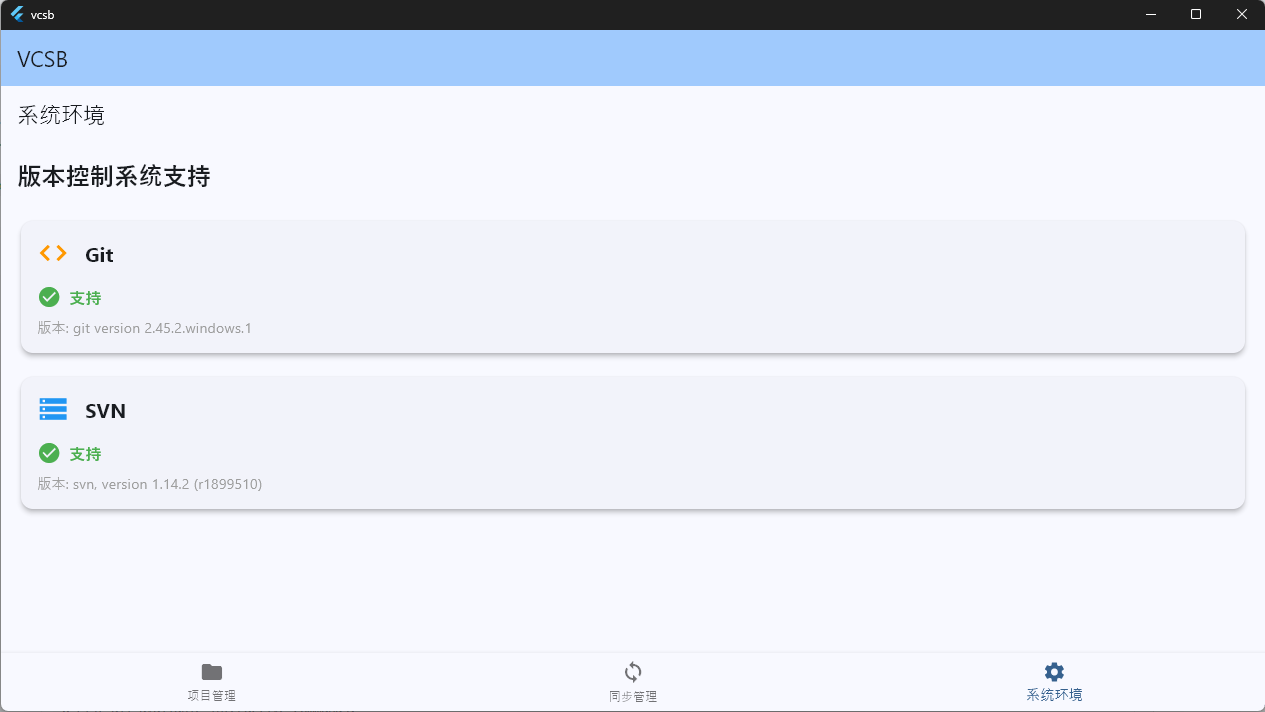 vcsb
VCSB
系统环境
版本控制系统支持
Git
支持
版本: git version 2.45.2.windows.1
SVN
支持
版本: svn, version 1.14.2 (r1899510)
项目管理
同步管理
系统环境